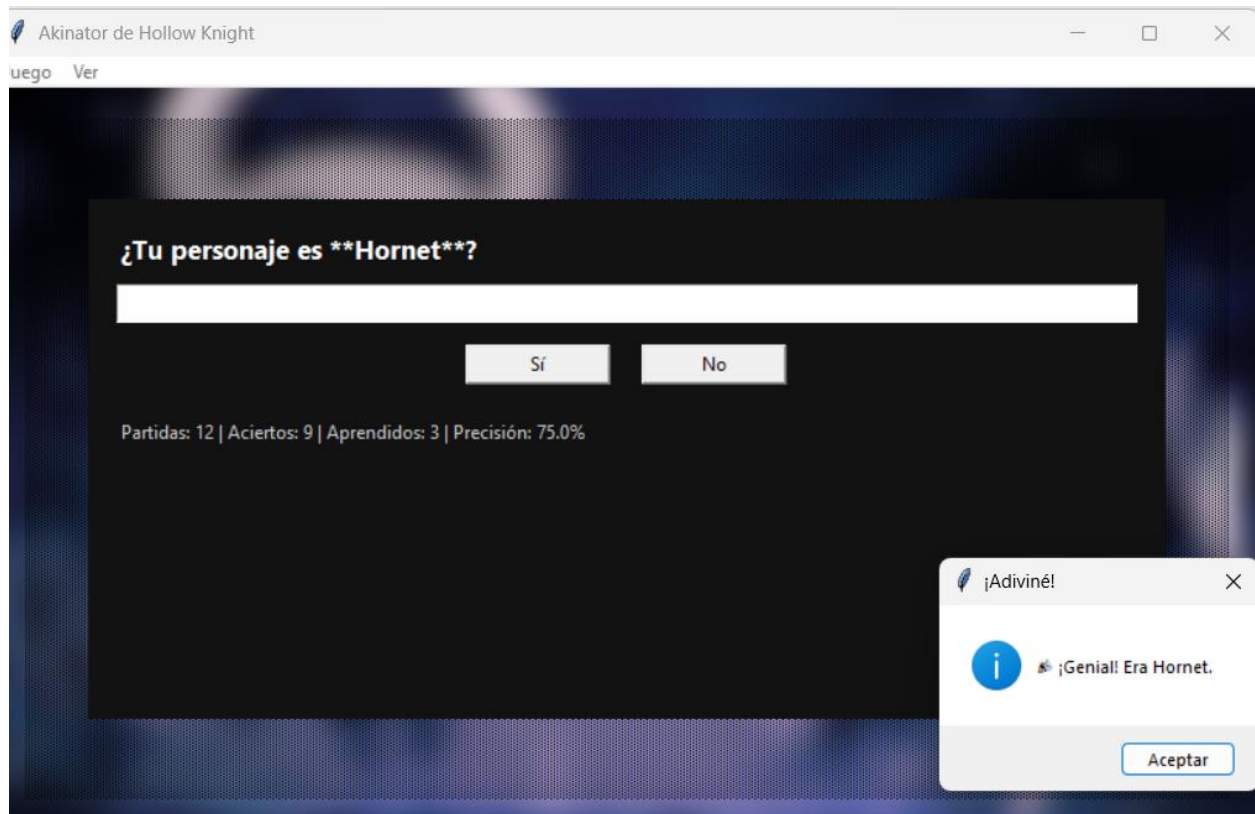 Akinator de Hollow Knight
uego Ver
¿Tu personaje es **Hornet**?
Sí No
Partidas: 12 | Aciertos: 9 | Aprendidos: 3 | Precisión: 75.0%
¡Adiviné!
¡Genial! Era Hornet.
Aceptar